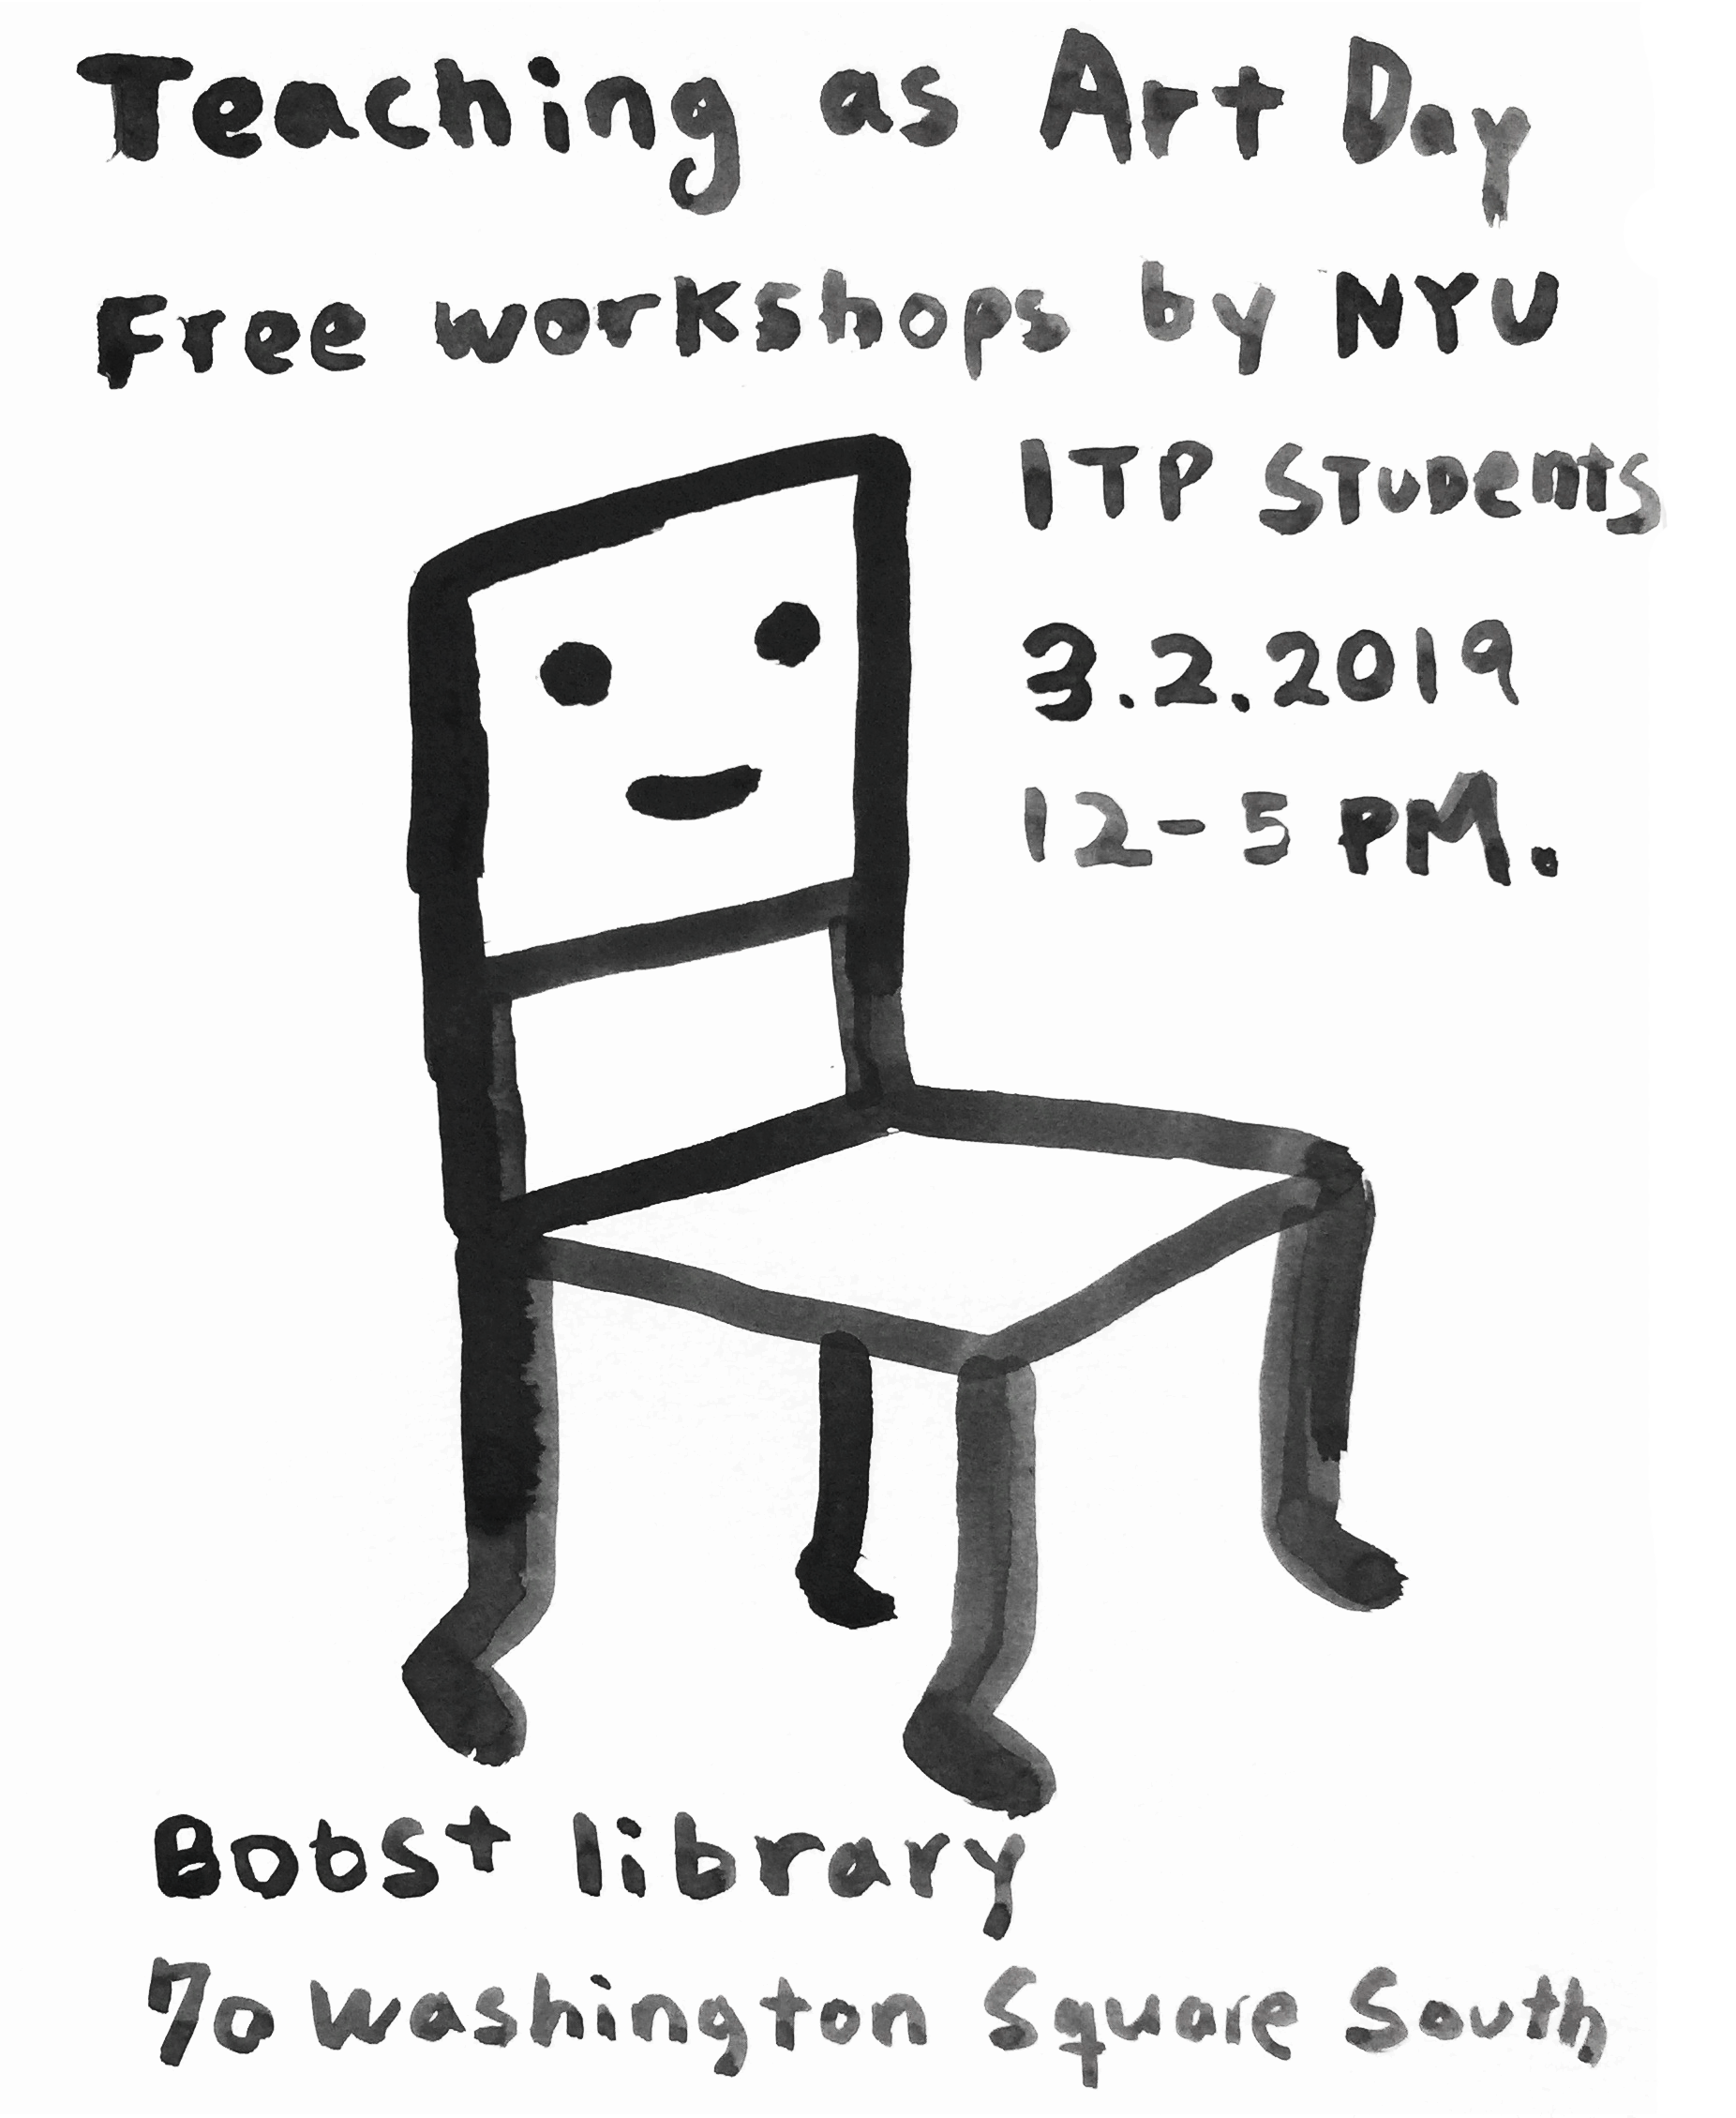 Teaching as Art Day
Free workshops by NYU
ITP Students
3.2.2019
12-5 PM.
Bobst library
70 Washington Square South